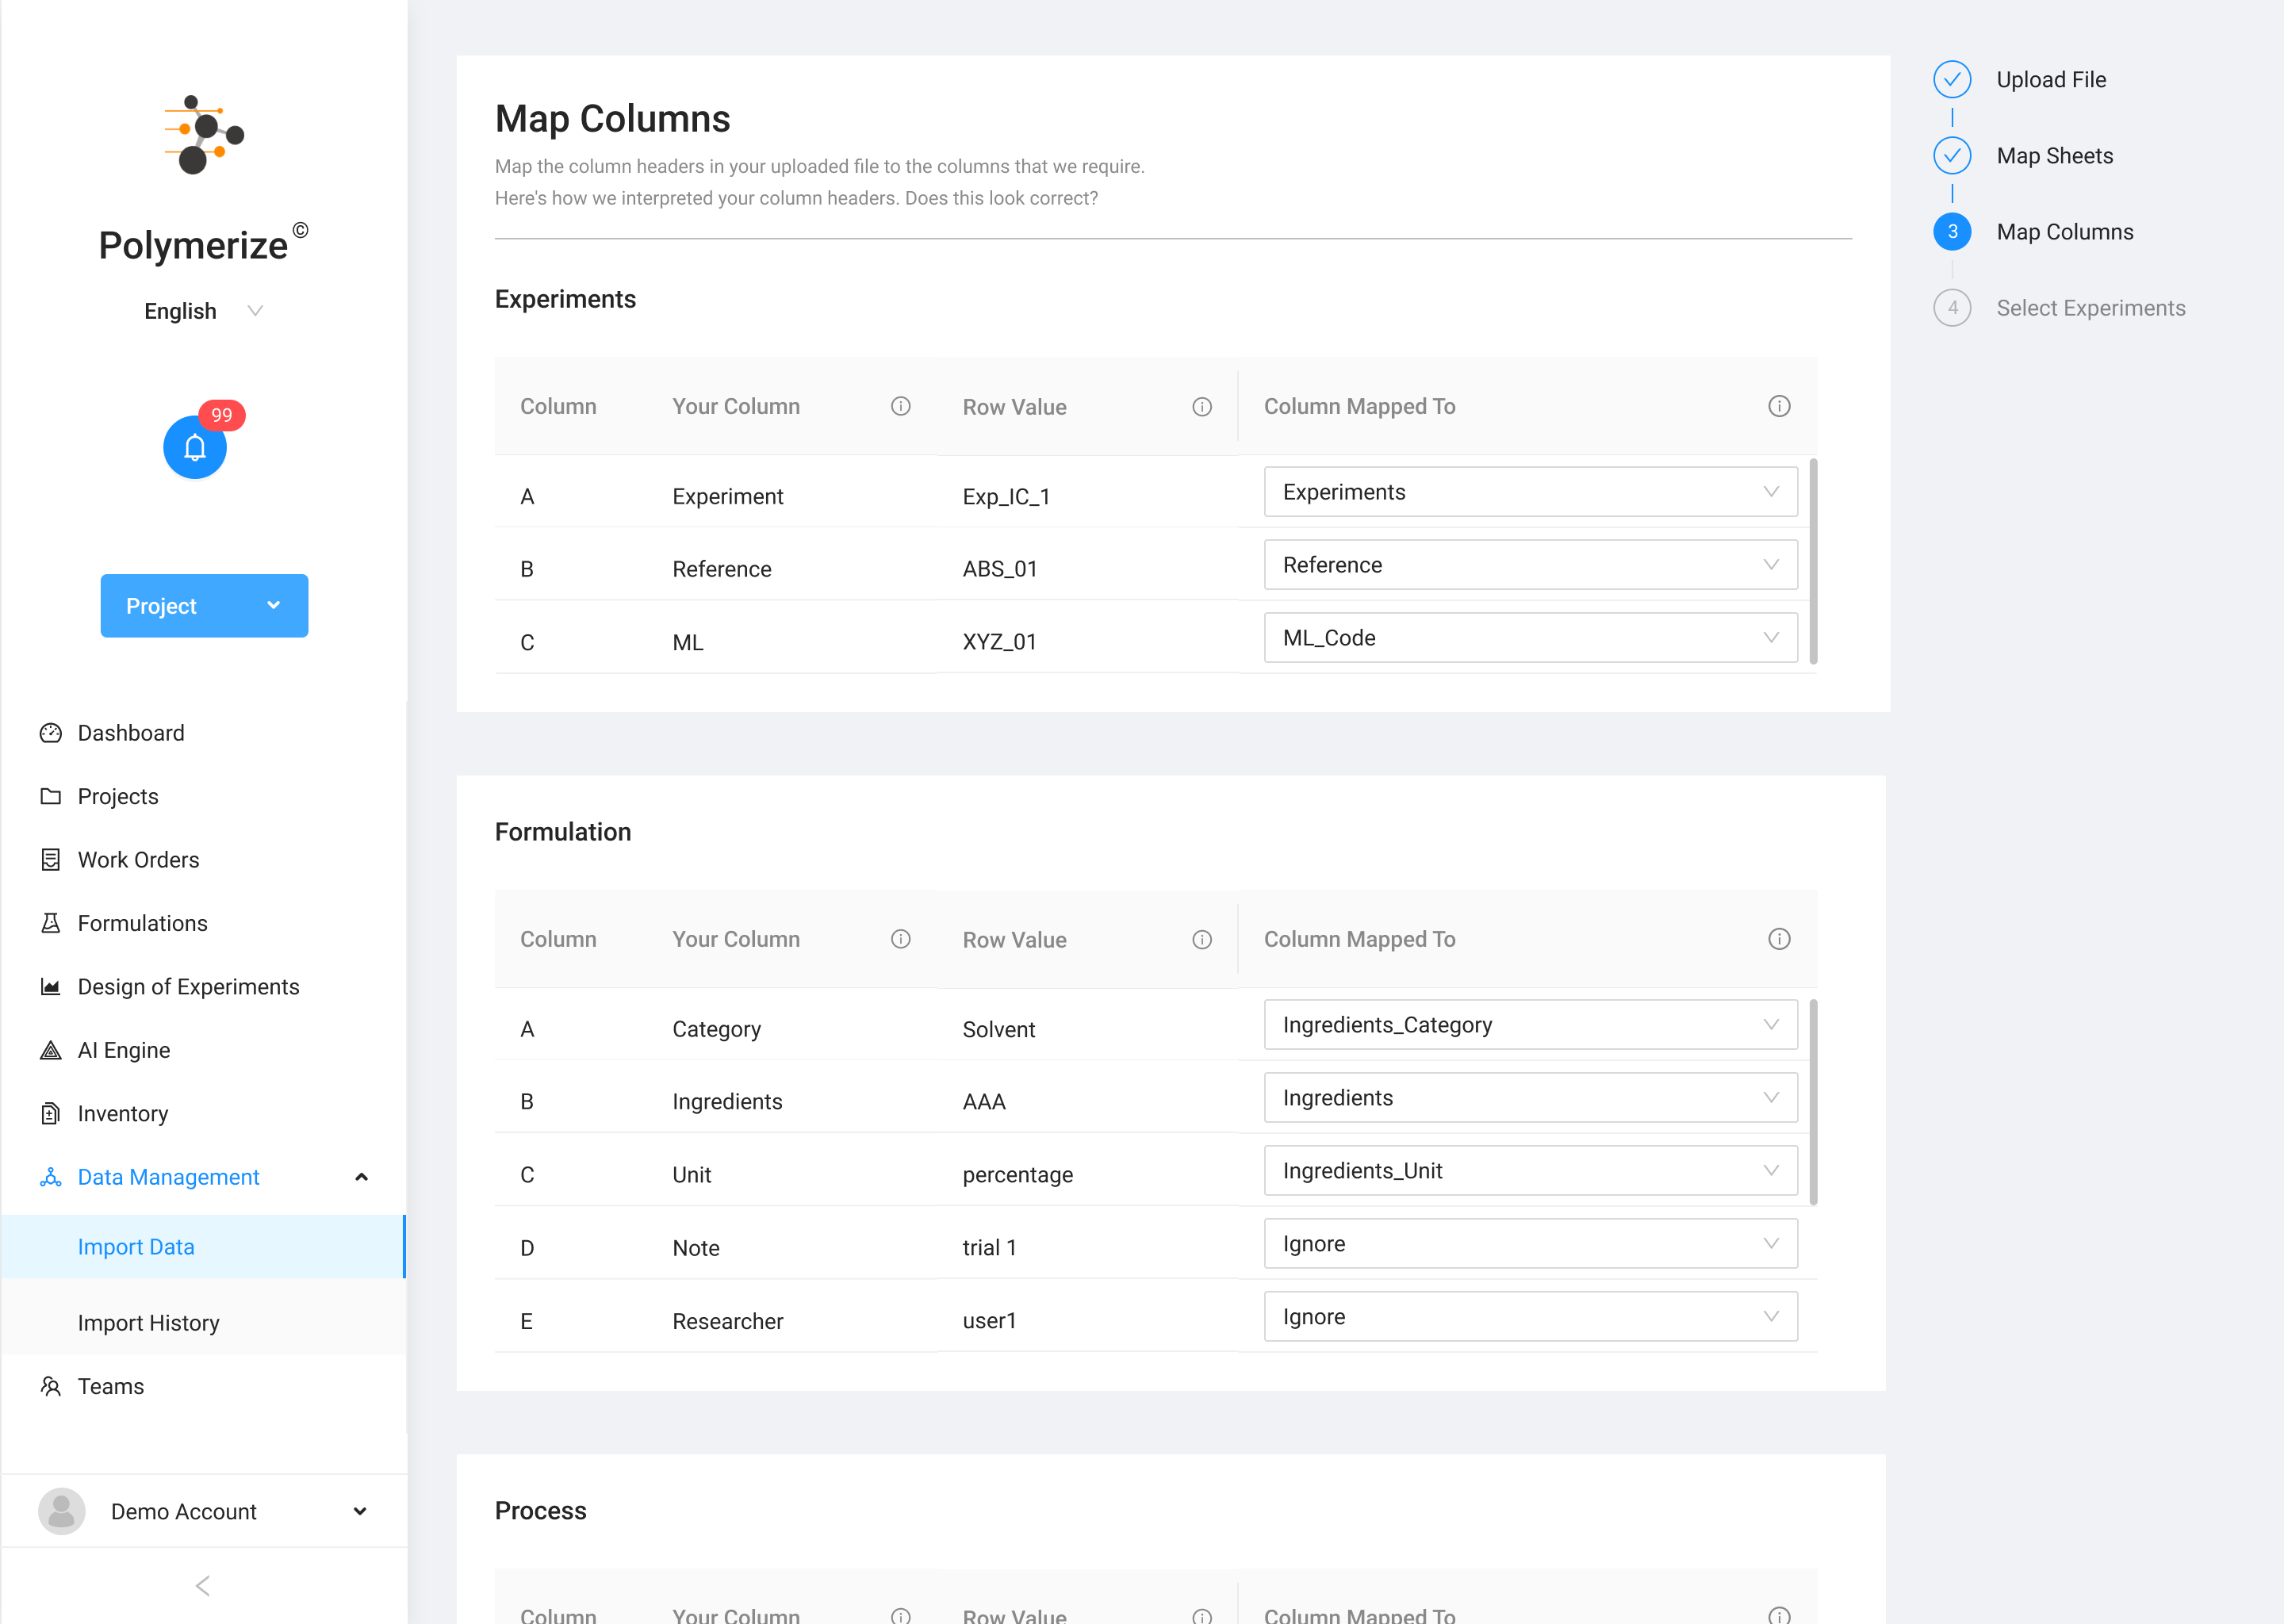 Polymerize ©
English
99
Project
Dashboard
Projects
Work Orders
Formulations
Design of Experiments
AI Engine
Inventory
Data Management
Import Data
Import History
Teams
Demo Account
Map Columns
Map the column headers in your uploaded file to the columns that we require.
Here's how we interpreted your column headers. Does this look correct?
Experiments
Column Your Column Row Value Column Mapped To
A Experiment Exp_IC_1 Experiments
B Reference ABS_01 Reference
C ML XYZ_01 ML_Code
Formulation
Column Your Column Row Value Column Mapped To
A Category Solvent Ingredients_Category
B Ingredients AAA Ingredients
C Unit percentage Ingredients_Unit
D Note trial 1 Ignore
E Researcher user1 Ignore
Process
Column Your Column Row Value Column Mapped To
Upload File
Map Sheets
3 Map Columns
4 Select Experiments